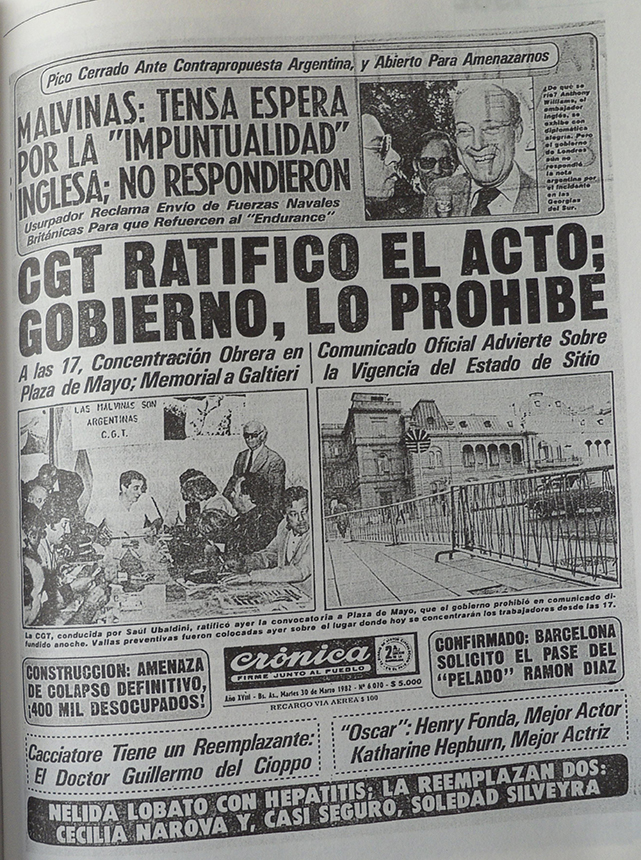 Pico Cerrado Ante Contrapropuesta Argentina, y Abierto Para Amenazarnos
MALVINAS: TENSA ESPERA
POR LA "IMPUNTUALIDAD"
INGLESA; NO RESPONDIERON
Usurpador Reclama Envío de Fuerzas Navales
Británicas Para que Refuercen al "Endurance"
¿De qué se
ríe? Anthony
Williams, el
embajador
inglés, se
exhibe con
diplomática
alegría. Pero
el gobierno
de Londres
aún no
respondió
la nota
argentina por
el incidente
en las
Georgias
del Sur.
CGT RATIFICO EL ACTO;
GOBIERNO, LO PROHIBE
A las 17, Concentración Obrera en
Plaza de Mayo; Memorial a Galtieri
Comunicado Oficial Advierte Sobre
la Vigencia del Estado de Sitio
LAS MALVINAS SON
ARGENTINAS
C.G.T.
La CGT, conducida por Saúl Ubaldini, ratificó ayer la convocatoria a Plaza de Mayo, que el gobierno prohibió en comunicado di-
fundido anoche. Vallas preventivas fueron colocadas ayer sobre el lugar donde hoy se concentrarán los trabajadores desde las 17.
CONSTRUCCION: AMENAZA
DE COLAPSO DEFINITIVO,
¡400 MIL DESOCUPADOS!
crónica
FIRME JUNTO AL PUEBLO
2da.
Año XVIII - Bs. As., Martes 30 de Marzo 1982 - Nº 6.010 - $ 5.000
RECARGO VIA AEREA $ 100
CONFIRMADO: BARCELONA
SOLICITO EL PASE DEL
"PELADO" RAMON DIAZ
Cacciatore Tiene un Reemplazante:
El Doctor Guillermo del Cioppo
"Oscar": Henry Fonda, Mejor Actor
Katharine Hepburn, Mejor Actriz
NELIDA LOBATO CON HEPATITIS; LA REEMPLAZAN DOS:
CECILIA NAROVA Y, CASI SEGURO, SOLEDAD SILVEYRA